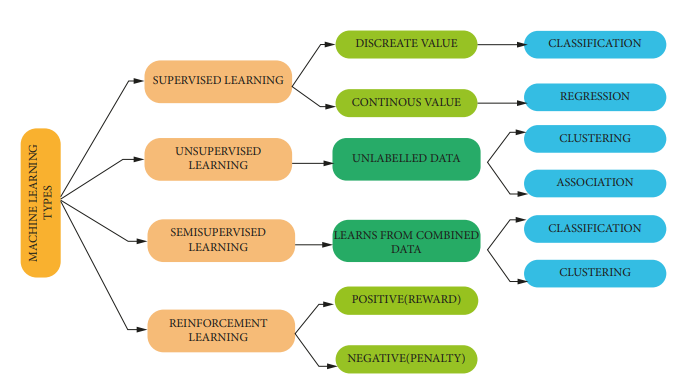 MACHINE LEARNING
TYPES
SUPERVISED LEARNING
DISCREATE VALUE
CLASSIFICATION
CONTINOUS VALUE
REGRESSION
UNSUPERVISED
LEARNING
UNLABELLED DATA
CLUSTERING
ASSOCIATION
SEMISUPERVISED
LEARNING
LEARNS FROM COMBINED
DATA
CLASSIFICATION
CLUSTERING
REINFORCEMENT
LEARNING
POSITIVE(REWARD)
NEGATIVE(PENALTY)